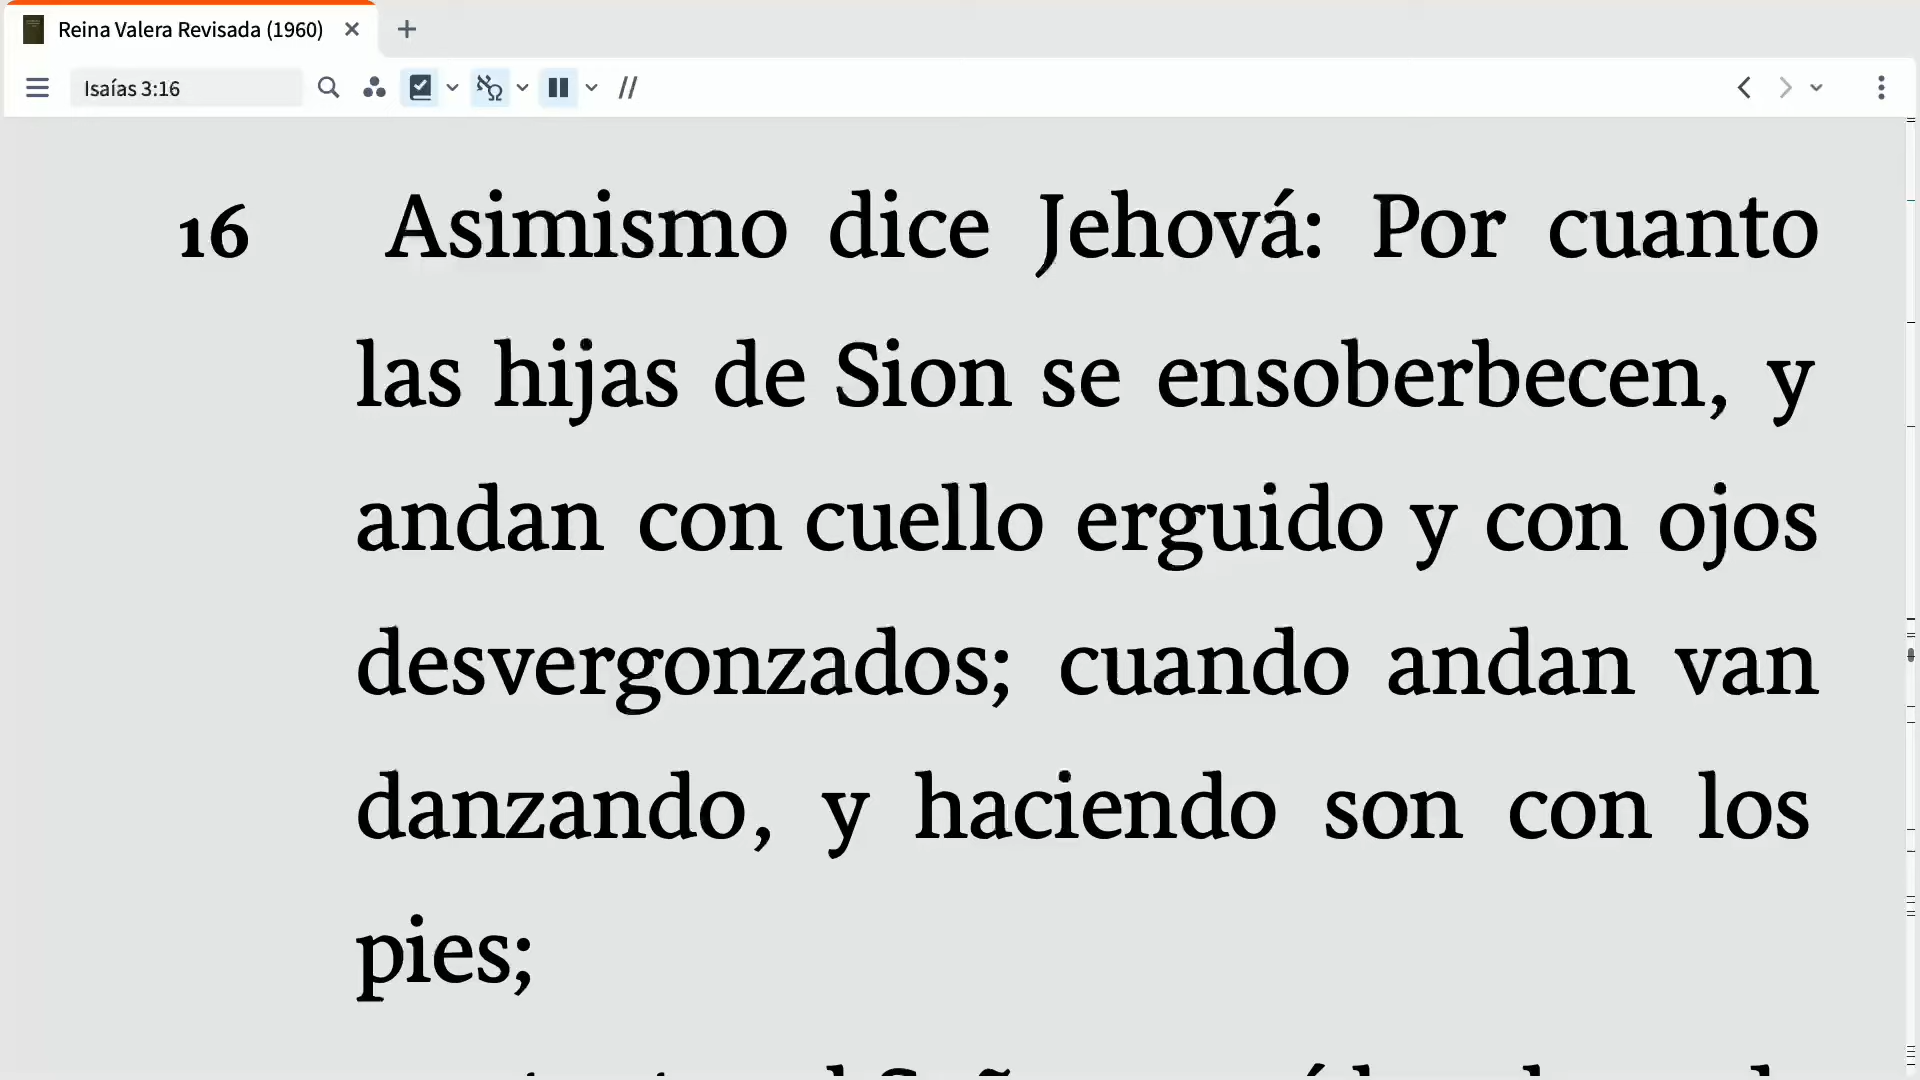 Reina Valera Revisada (1960)
Isaías 3:16
16 Asimismo dice Jehová: Por cuanto
las hijas de Sion se ensoberbecen, y
andan con cuello erguido y con ojos
desvergonzados; cuando andan van
danzando, y haciendo son con los
pies;